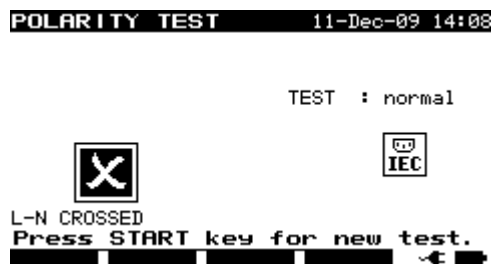 POLARITY TEST 11-Dec-09 14:08
TEST : normal
IEC
L-N CROSSED
Press START key for new test.